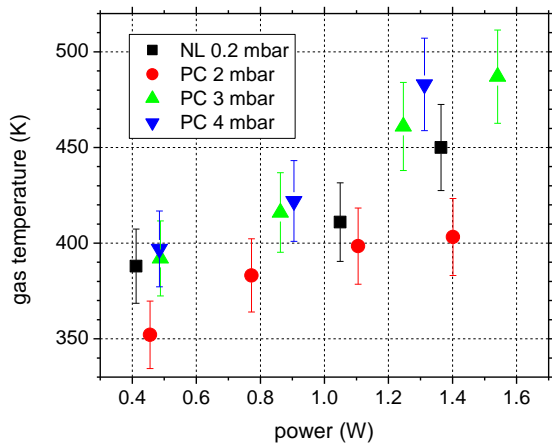 500
450
400
350
gas temperature (K)
NL 0.2 mbar
PC 2 mbar
PC 3 mbar
PC 4 mbar
0.4 0.6 0.8 1.0 1.2 1.4 1.6
power (W)